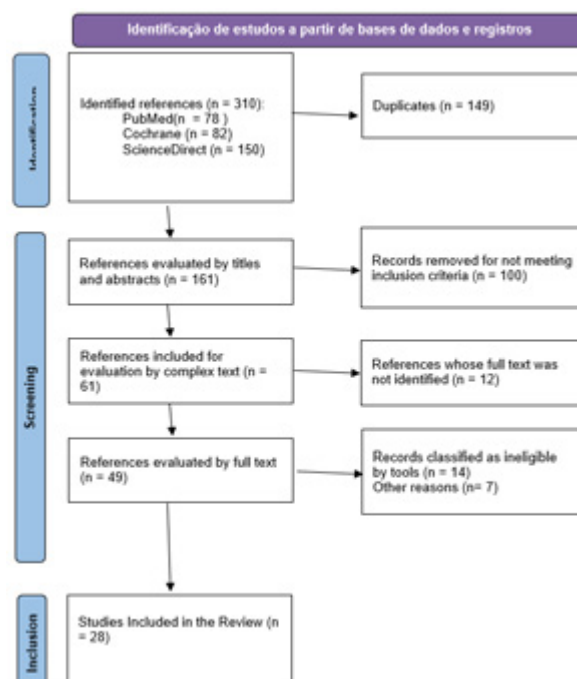 Identificação de estudos a partir de bases de dados e registros
Identification
Identified references (n = 310):
PubMed(n = 78 )
Cochrane (n = 82)
ScienceDirect (n = 150)
Duplicates (n = 149)
Screening
References evaluated by titles
and abstracts (n = 161)
Records removed for not meeting
inclusion criteria (n = 100)
References included for
evaluation by complex text (n =
61)
References whose full text was
not identified (n = 12)
References evaluated by full text
(n = 49)
Records classified as ineligible
by tools (n = 14)
Other reasons (n= 7)
Inclusion
Studies Included in the Review (n
= 28)